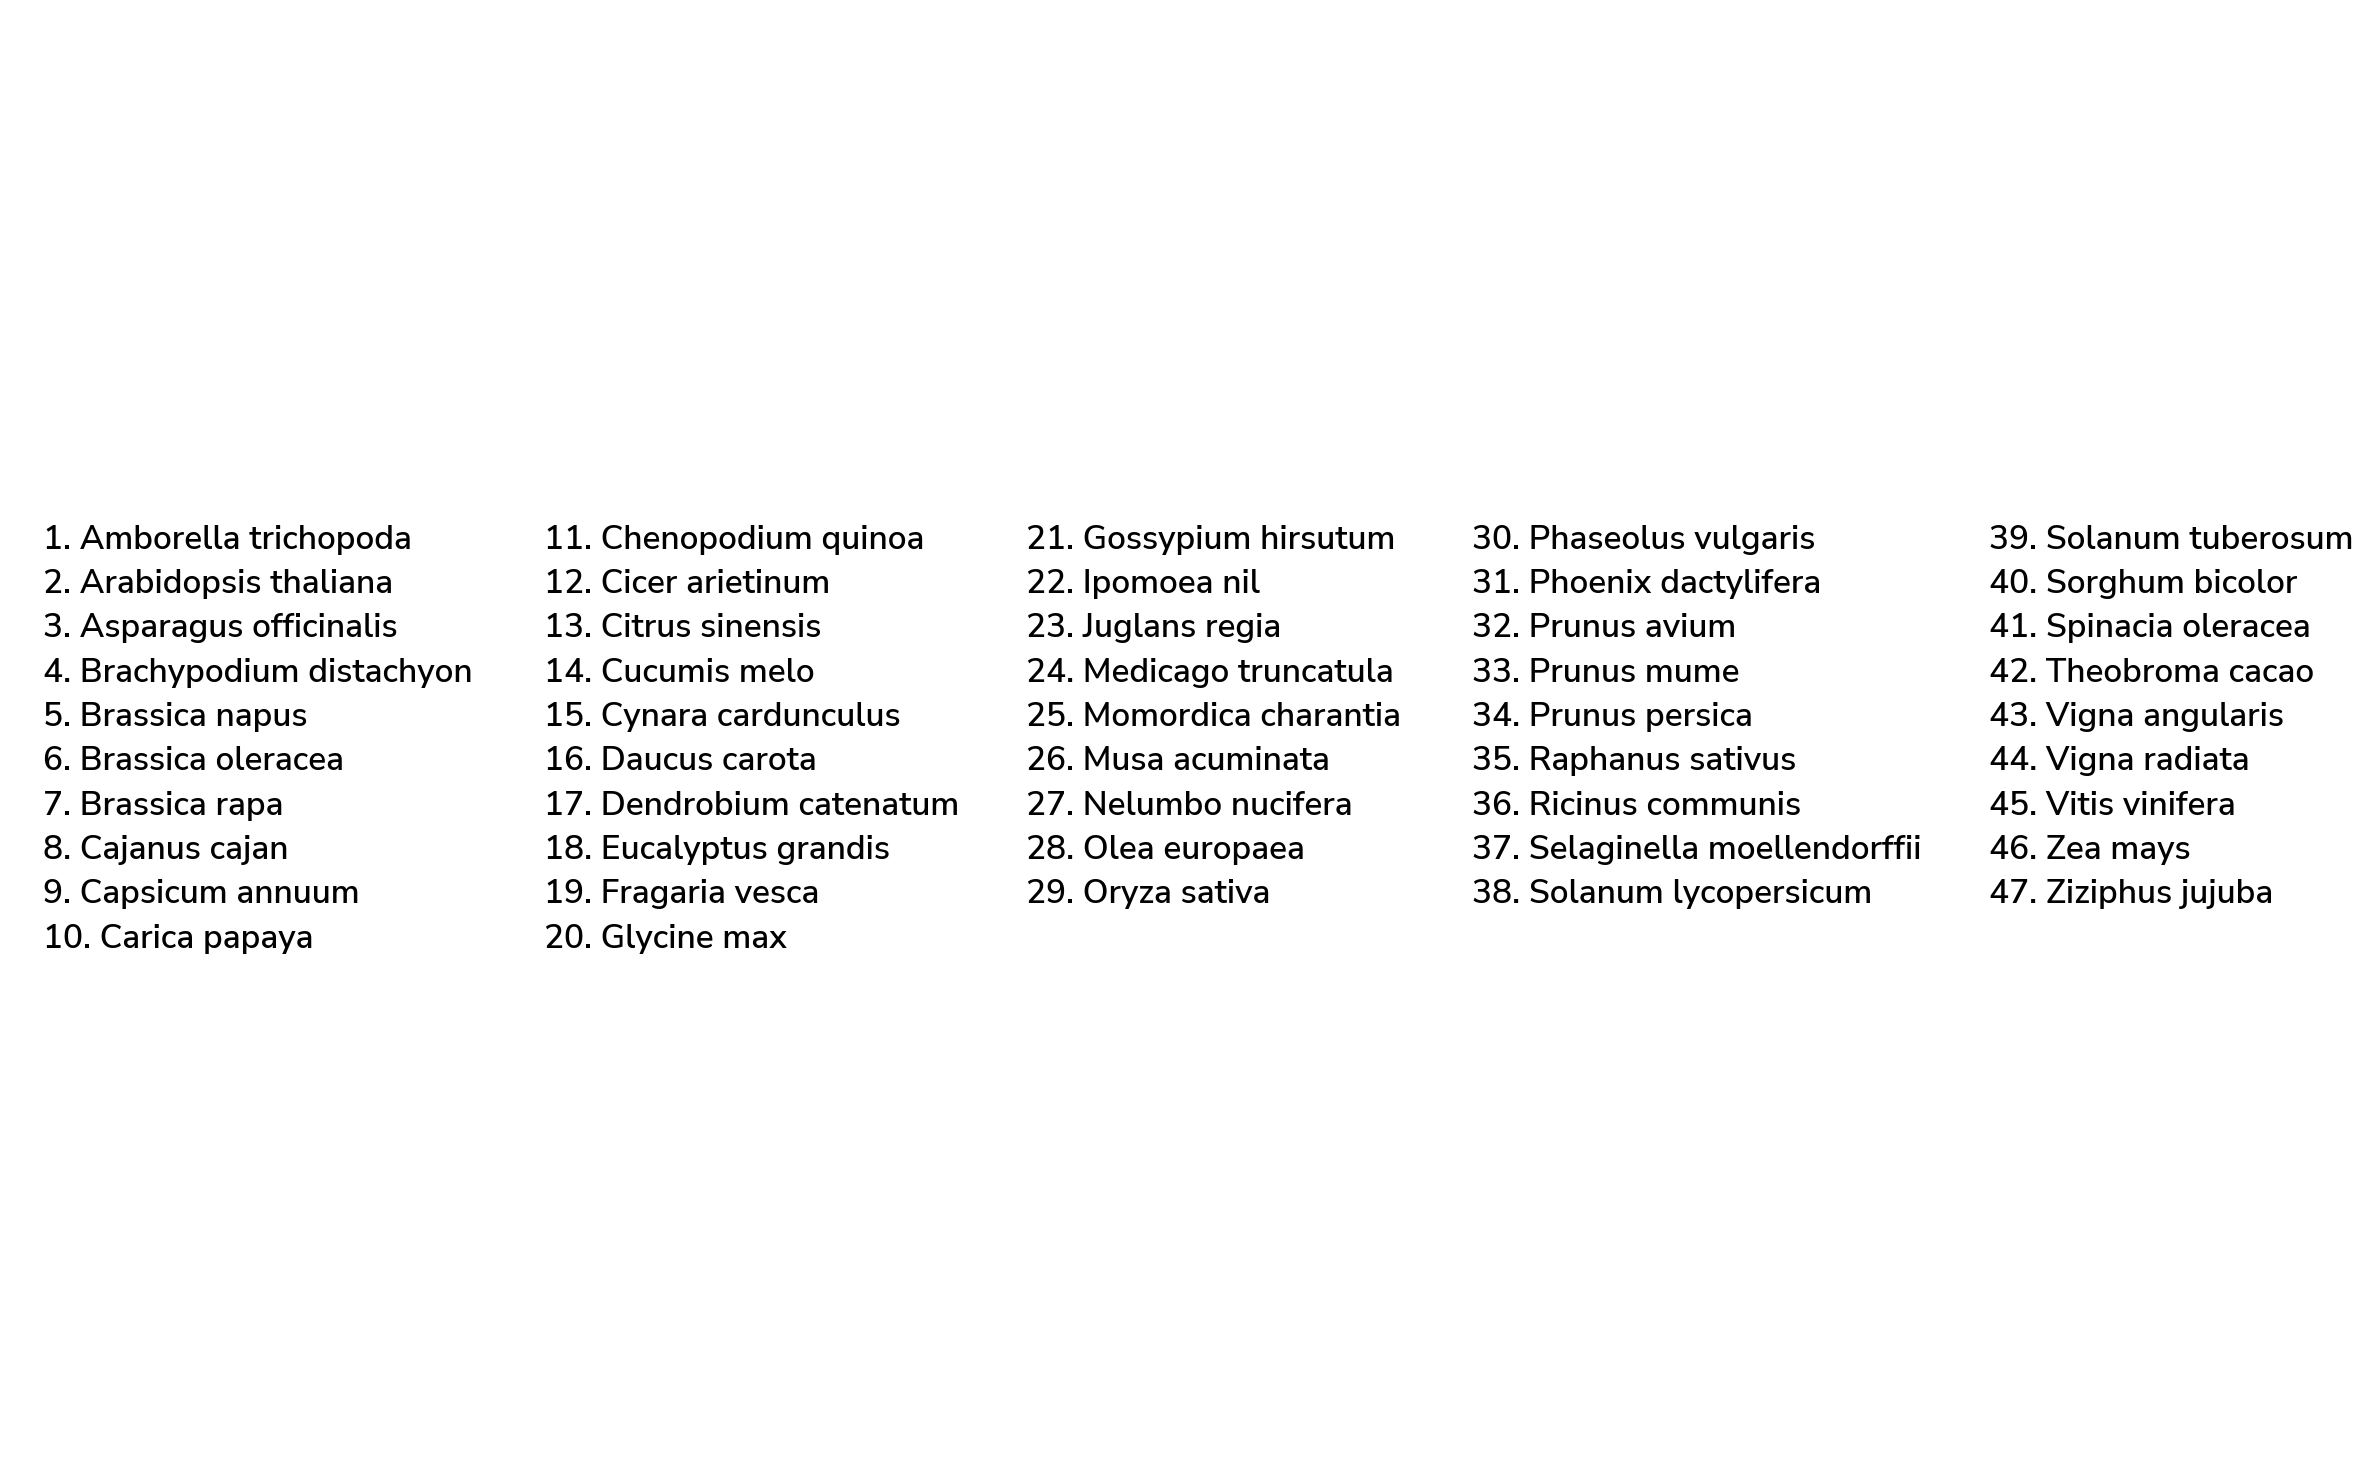 1. Amborella trichopoda
2. Arabidopsis thaliana
3. Asparagus officinalis
4. Brachypodium distachyon
5. Brassica napus
6. Brassica oleracea
7. Brassica rapa
8. Cajanus cajan
9. Capsicum annuum
10. Carica papaya
11. Chenopodium quinoa
12. Cicer arietinum
13. Citrus sinensis
14. Cucumis melo
15. Cynara cardunculus
16. Daucus carota
17. Dendrobium catenatum
18. Eucalyptus grandis
19. Fragaria vesca
20. Glycine max
21. Gossypium hirsutum
22. Ipomoea nil
23. Juglans regia
24. Medicago truncatula
25. Momordica charantia
26. Musa acuminata
27. Nelumbo nucifera
28. Olea europaea
29. Oryza sativa
30. Phaseolus vulgaris
31. Phoenix dactylifera
32. Prunus avium
33. Prunus mume
34. Prunus persica
35. Raphanus sativus
36. Ricinus communis
37. Selaginella moellendorffii
38. Solanum lycopersicum
39. Solanum tuberosum
40. Sorghum bicolor
41. Spinacia oleracea
42. Theobroma cacao
43. Vigna angularis
44. Vigna radiata
45. Vitis vinifera
46. Zea mays
47. Ziziphus jujuba